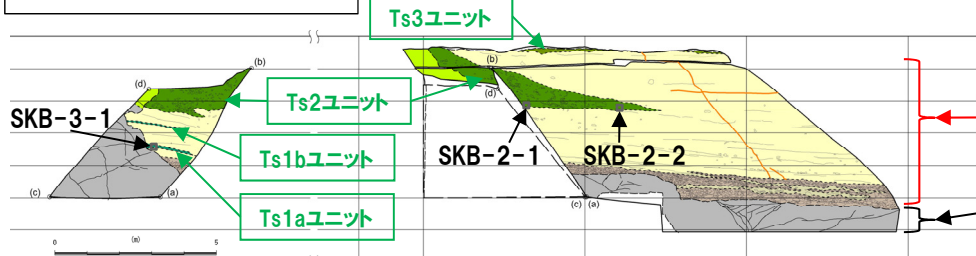 Ts3ユニット
(b)
(b)
(d)
(d)
Ts2ユニット
SKB-3-1
SKB-2-1
SKB-2-2
Ts1bユニット
(c)
(a)
(c)
(a)
Ts1aユニット
0
(m)
5